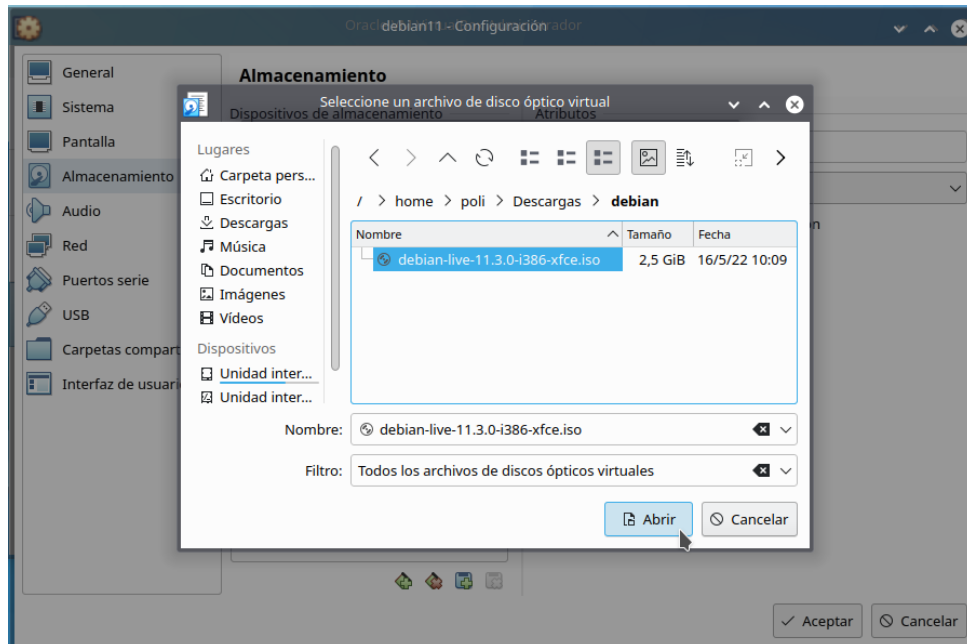 debian11 - Configuración
General
Sistema
Pantalla
Almacenamiento
Audio
Red
Puertos serie
USB
Carpetas compart
Interfaz de usuari
Almacenamiento
Dispositivos de almacenamiento
Atributos
Seleccione un archivo de disco óptico virtual
Lugares
Carpeta pers...
Escritorio
Descargas
Música
Documentos
Imágenes
Vídeos
Dispositivos
Unidad inter...
Unidad inter...
/ > home > poli > Descargas > debian
Nombre Tamaño Fecha
debian-live-11.3.0-i386-xfce.iso 2,5 GiB 16/5/22 10:09
Nombre: debian-live-11.3.0-i386-xfce.iso
Filtro: Todos los archivos de discos ópticos virtuales
Abrir Cancelar
Aceptar Cancelar